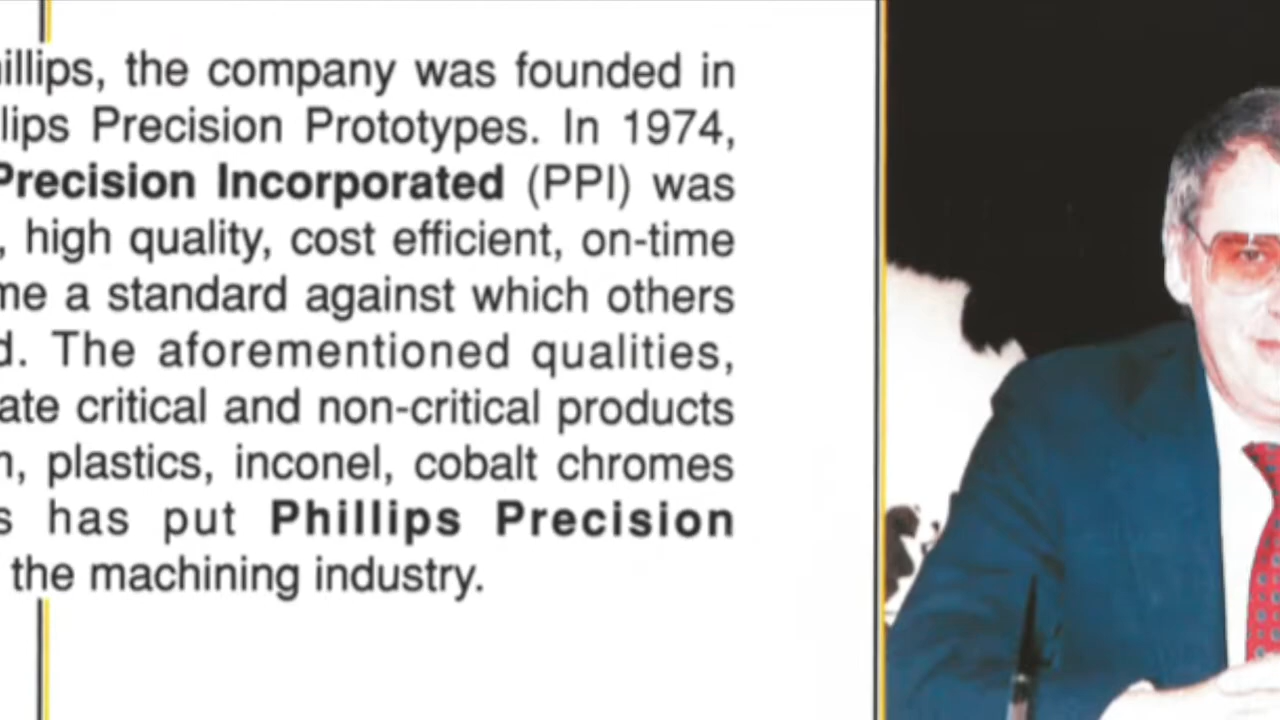 illips, the company was founded in
lips Precision Prototypes. In 1974,
Precision Incorporated (PPI) was
, high quality, cost efficient, on-time
me a standard against which others
d. The aforementioned qualities,
ate critical and non-critical products
n, plastics, inconel, cobalt chromes
s has put Phillips Precision
the machining industry.